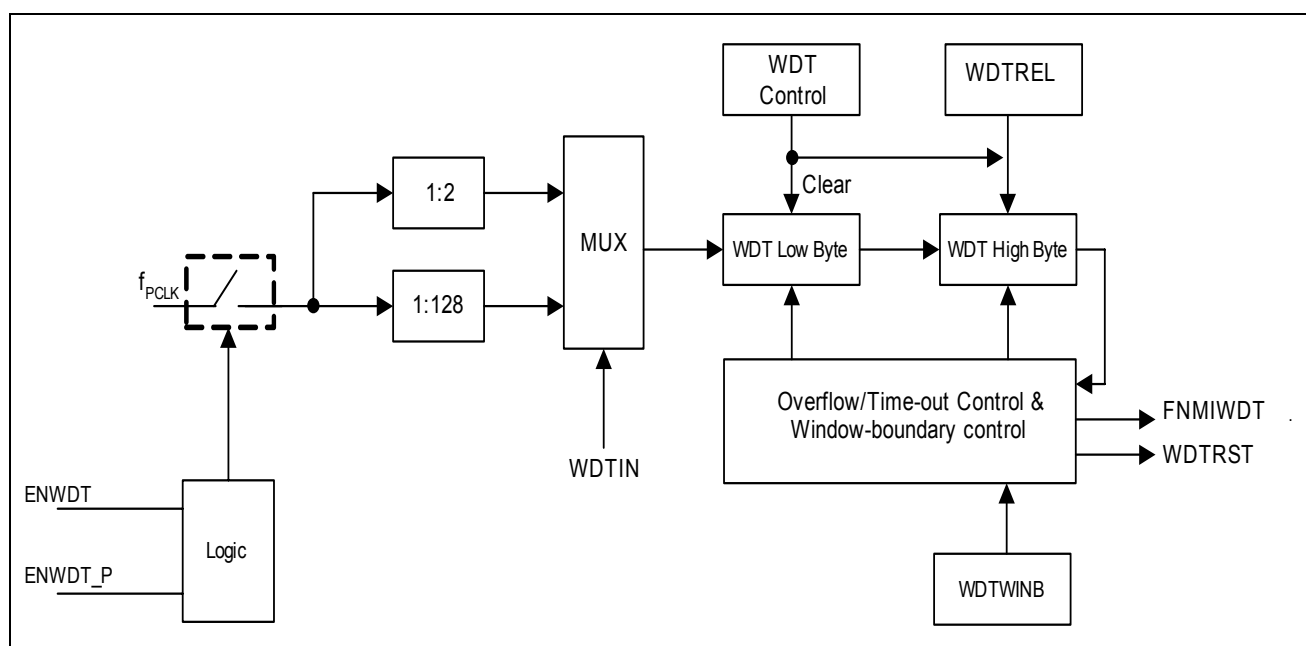 WDT
Control
WDTREL
1:2
Clear
MUX
WDT Low Byte
WDT High Byte
fPCLK
1:128
Overflow/Time-out Control &
Window-boundary control
FNMIWDT .
WDTRST
WDTIN
ENWDT
Logic
ENWDT_P
WDTWINB